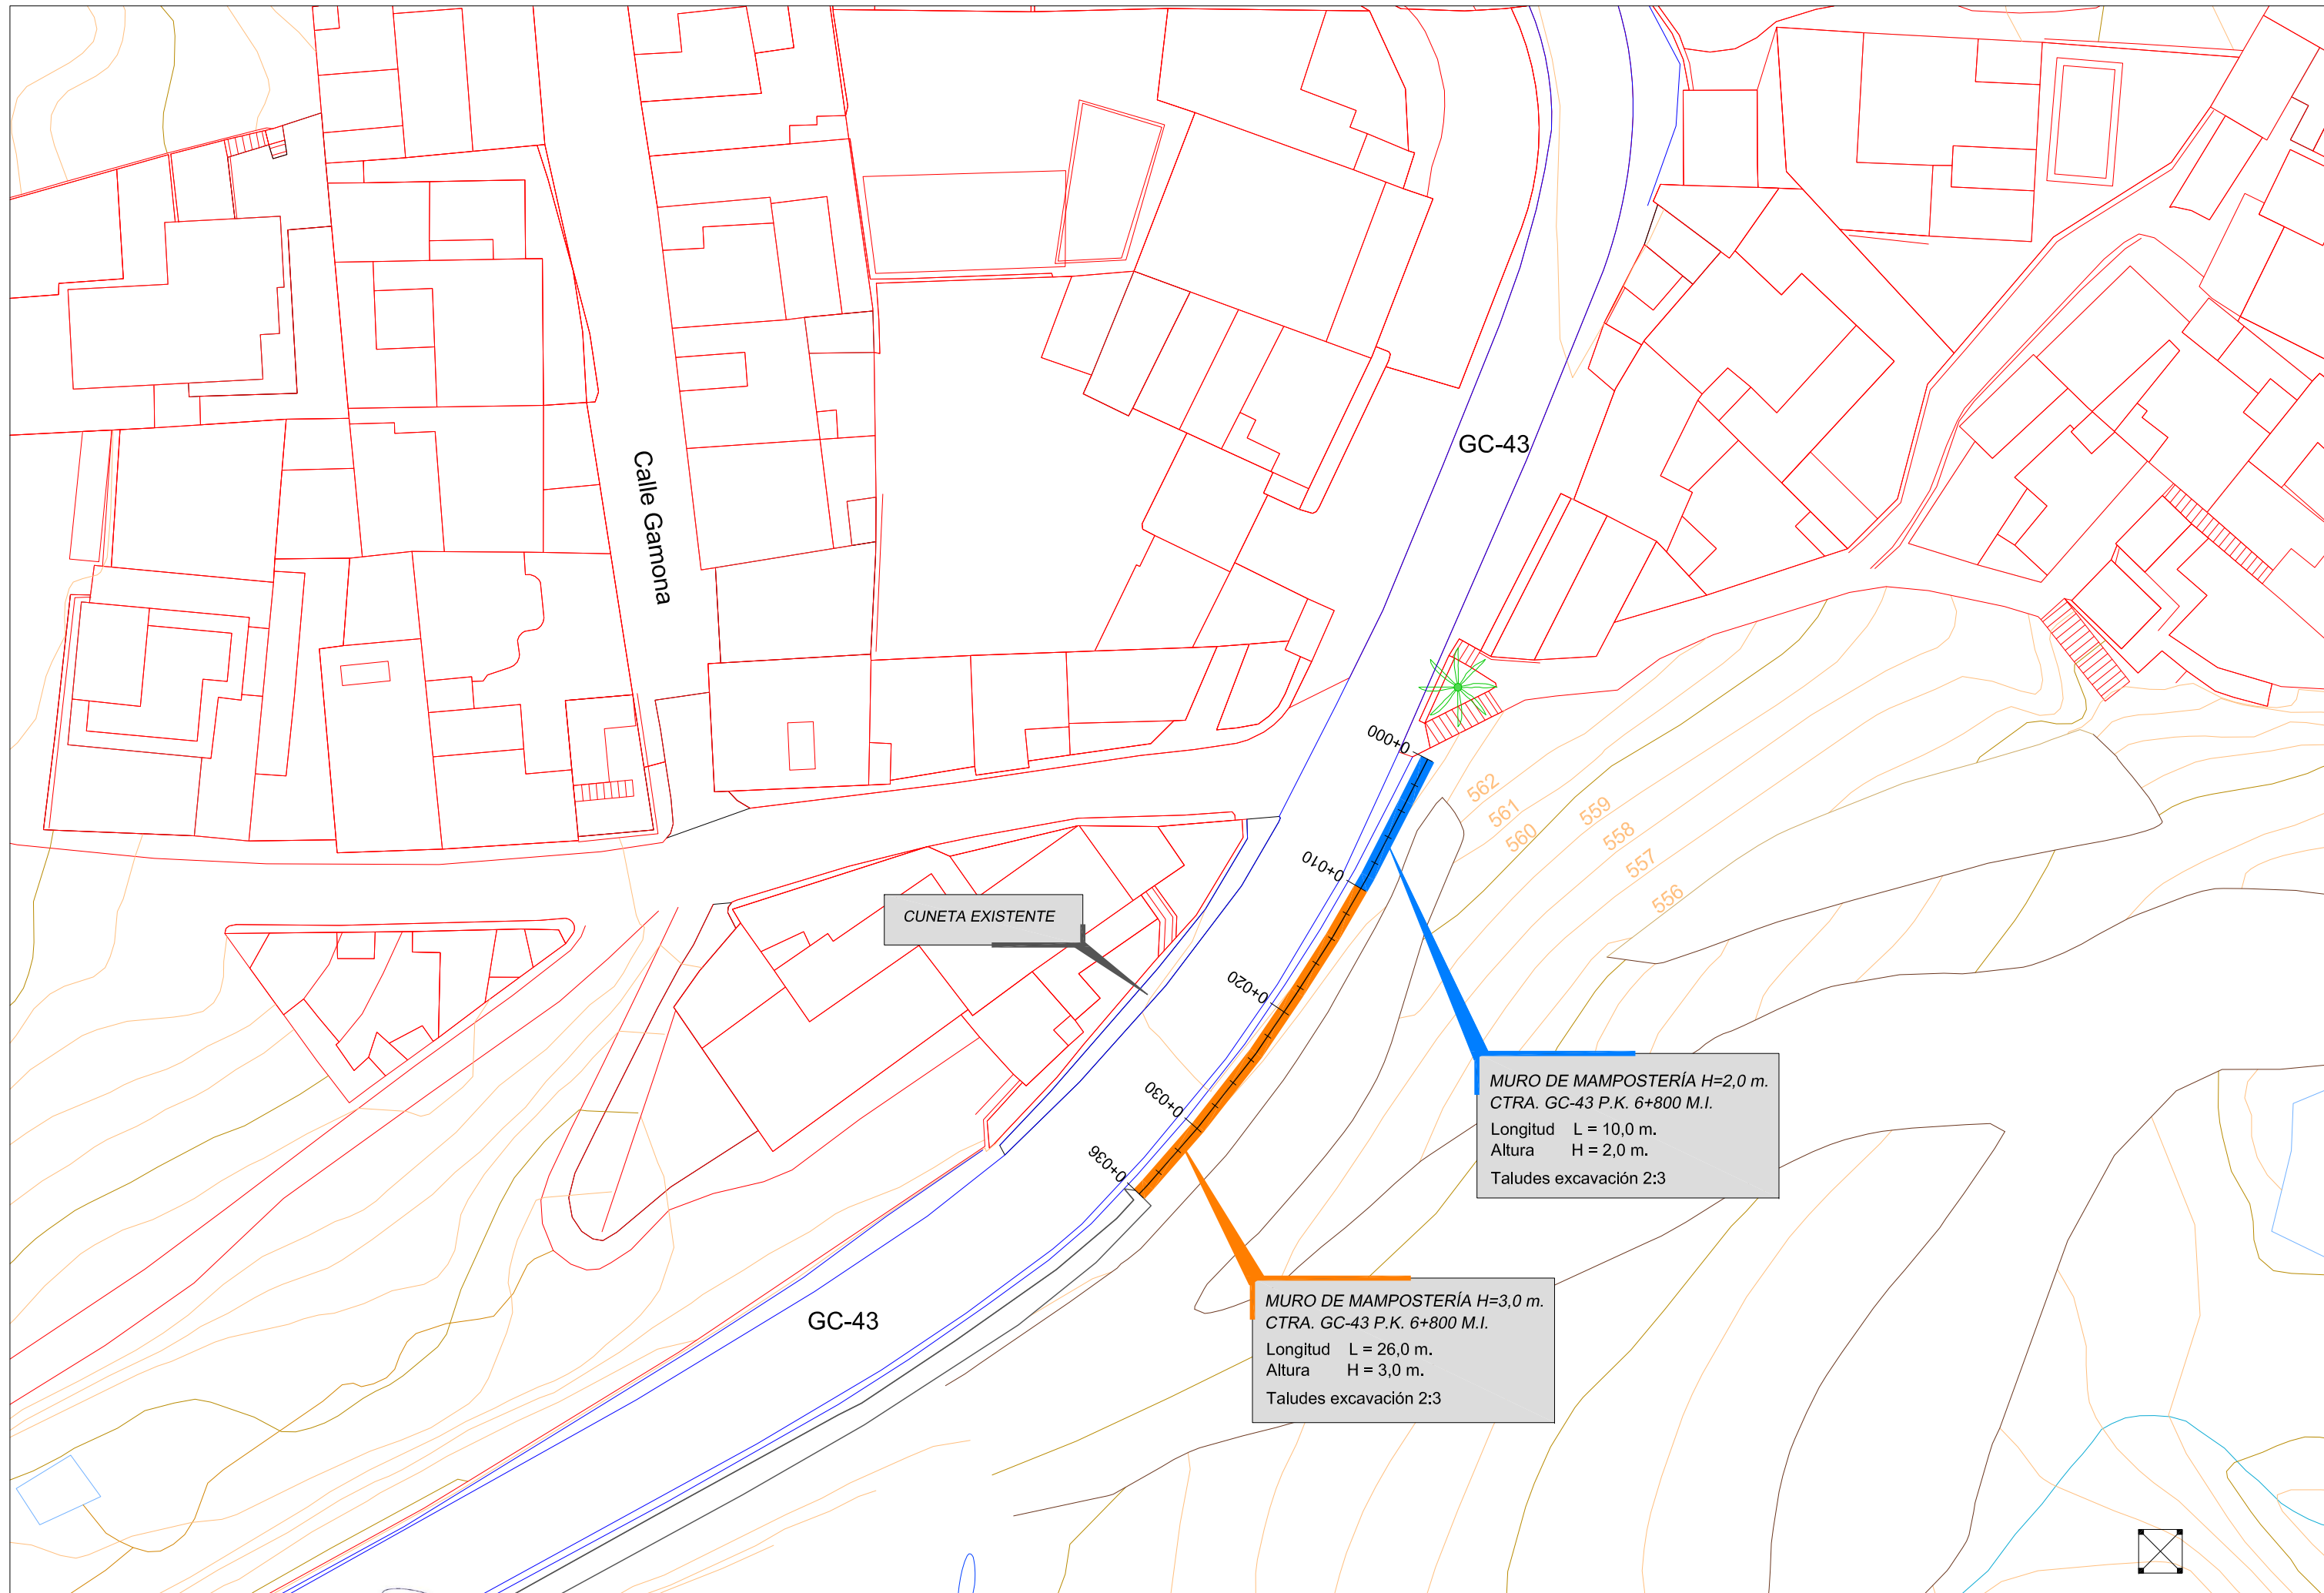 GC-43
Calle Gamona
0+000
562
561
560
559
558
557
556
0+010
CUNETA EXISTENTE
0+020
0+030
0+036
MURO DE MAMPOSTERÍA H=2,0 m.
CTRA. GC-43 P.K. 6+800 M.I.
Longitud L = 10,0 m.
Altura H = 2,0 m.
Taludes excavación 2:3
MURO DE MAMPOSTERÍA H=3,0 m.
CTRA. GC-43 P.K. 6+800 M.I.
Longitud L = 26,0 m.
Altura H = 3,0 m.
Taludes excavación 2:3
GC-43